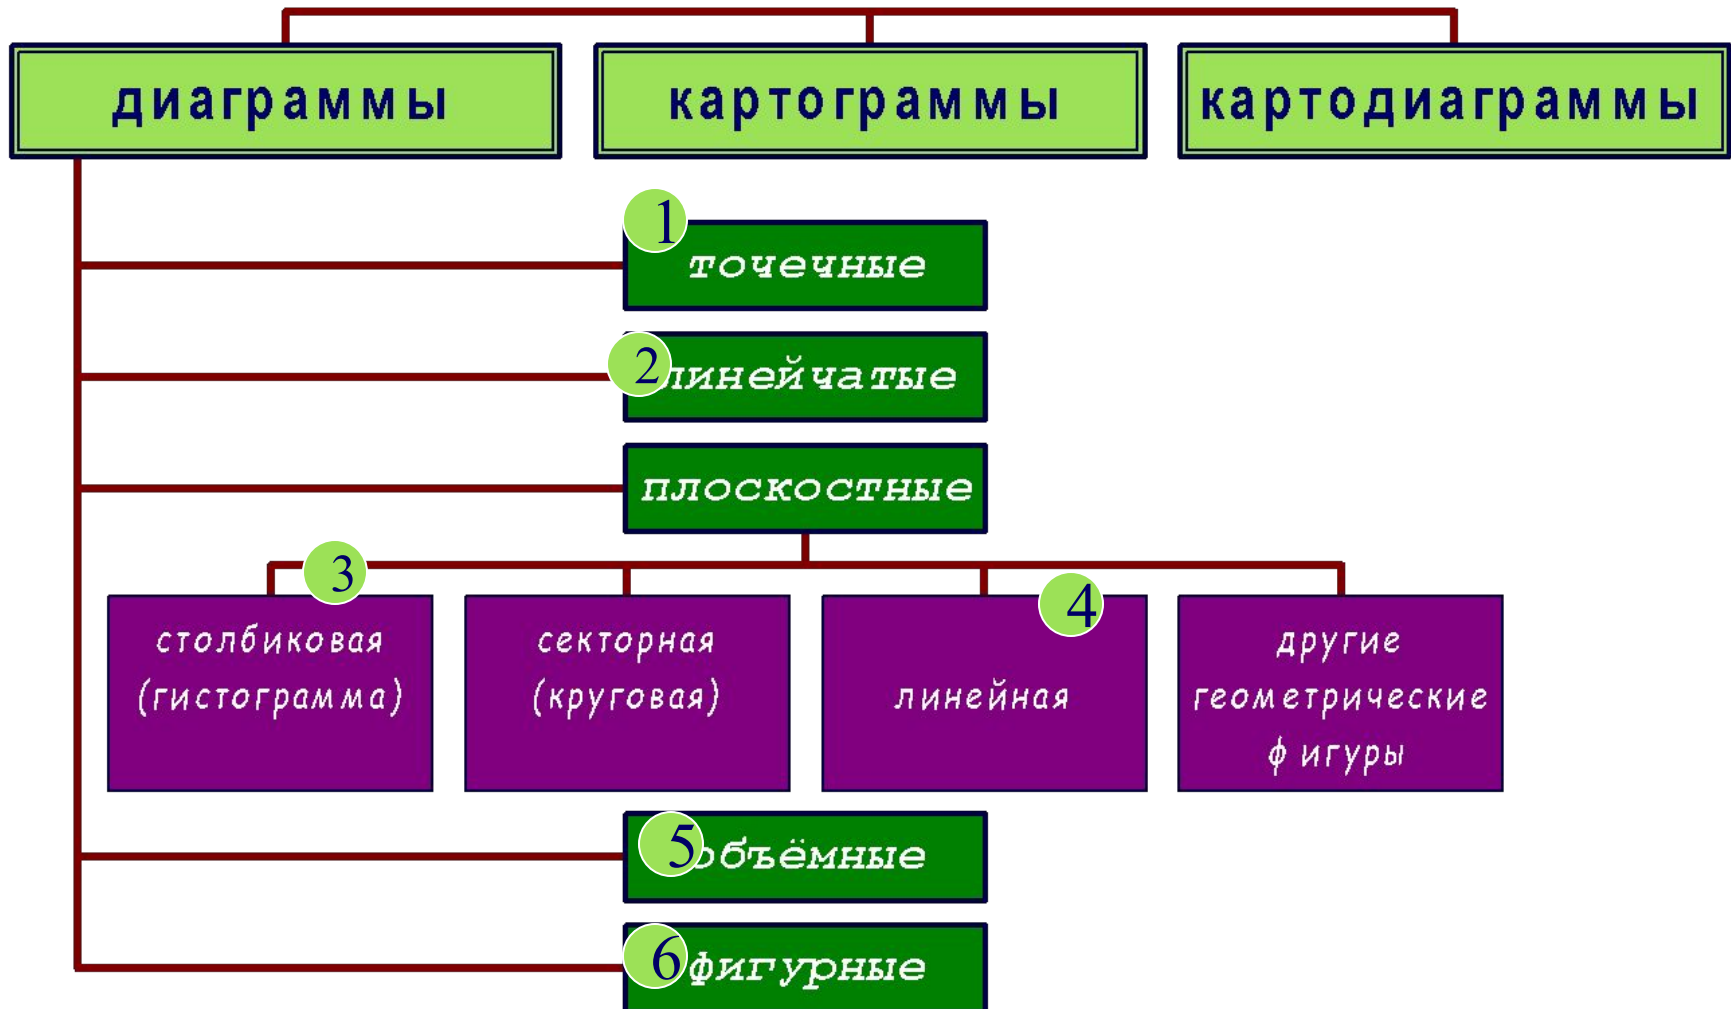 диаграммы
картограммы
картодиаграммы
1
точечные
2
линейчатые
плоскостные
3
столбиковая
(гистограмма)
секторная
(круговая)
4
линейная
другие
геометрические
фигуры
5
объёмные
6
фигурные